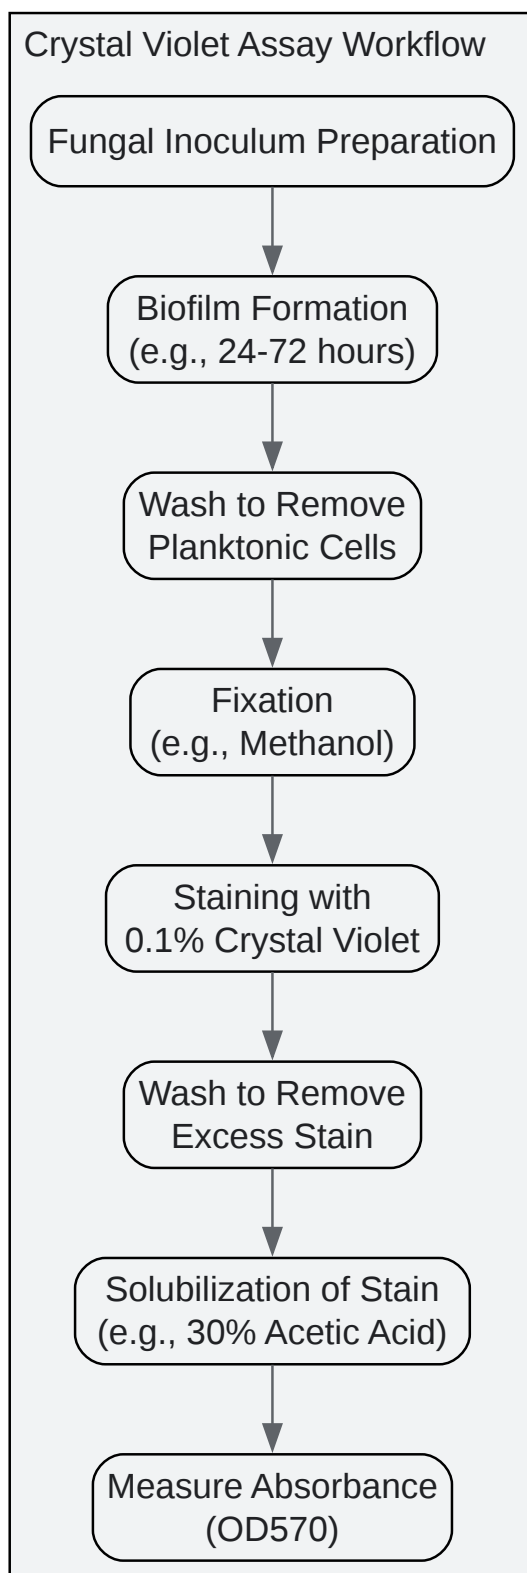 Crystal Violet Assay Workflow
Fungal Inoculum Preparation
Biofilm Formation
(e.g., 24-72 hours)
Wash to Remove
Planktonic Cells
Fixation
(e.g., Methanol)
Staining with
0.1% Crystal Violet
Wash to Remove
Excess Stain
Solubilization of Stain
(e.g., 30% Acetic Acid)
Measure Absorbance
(OD570)